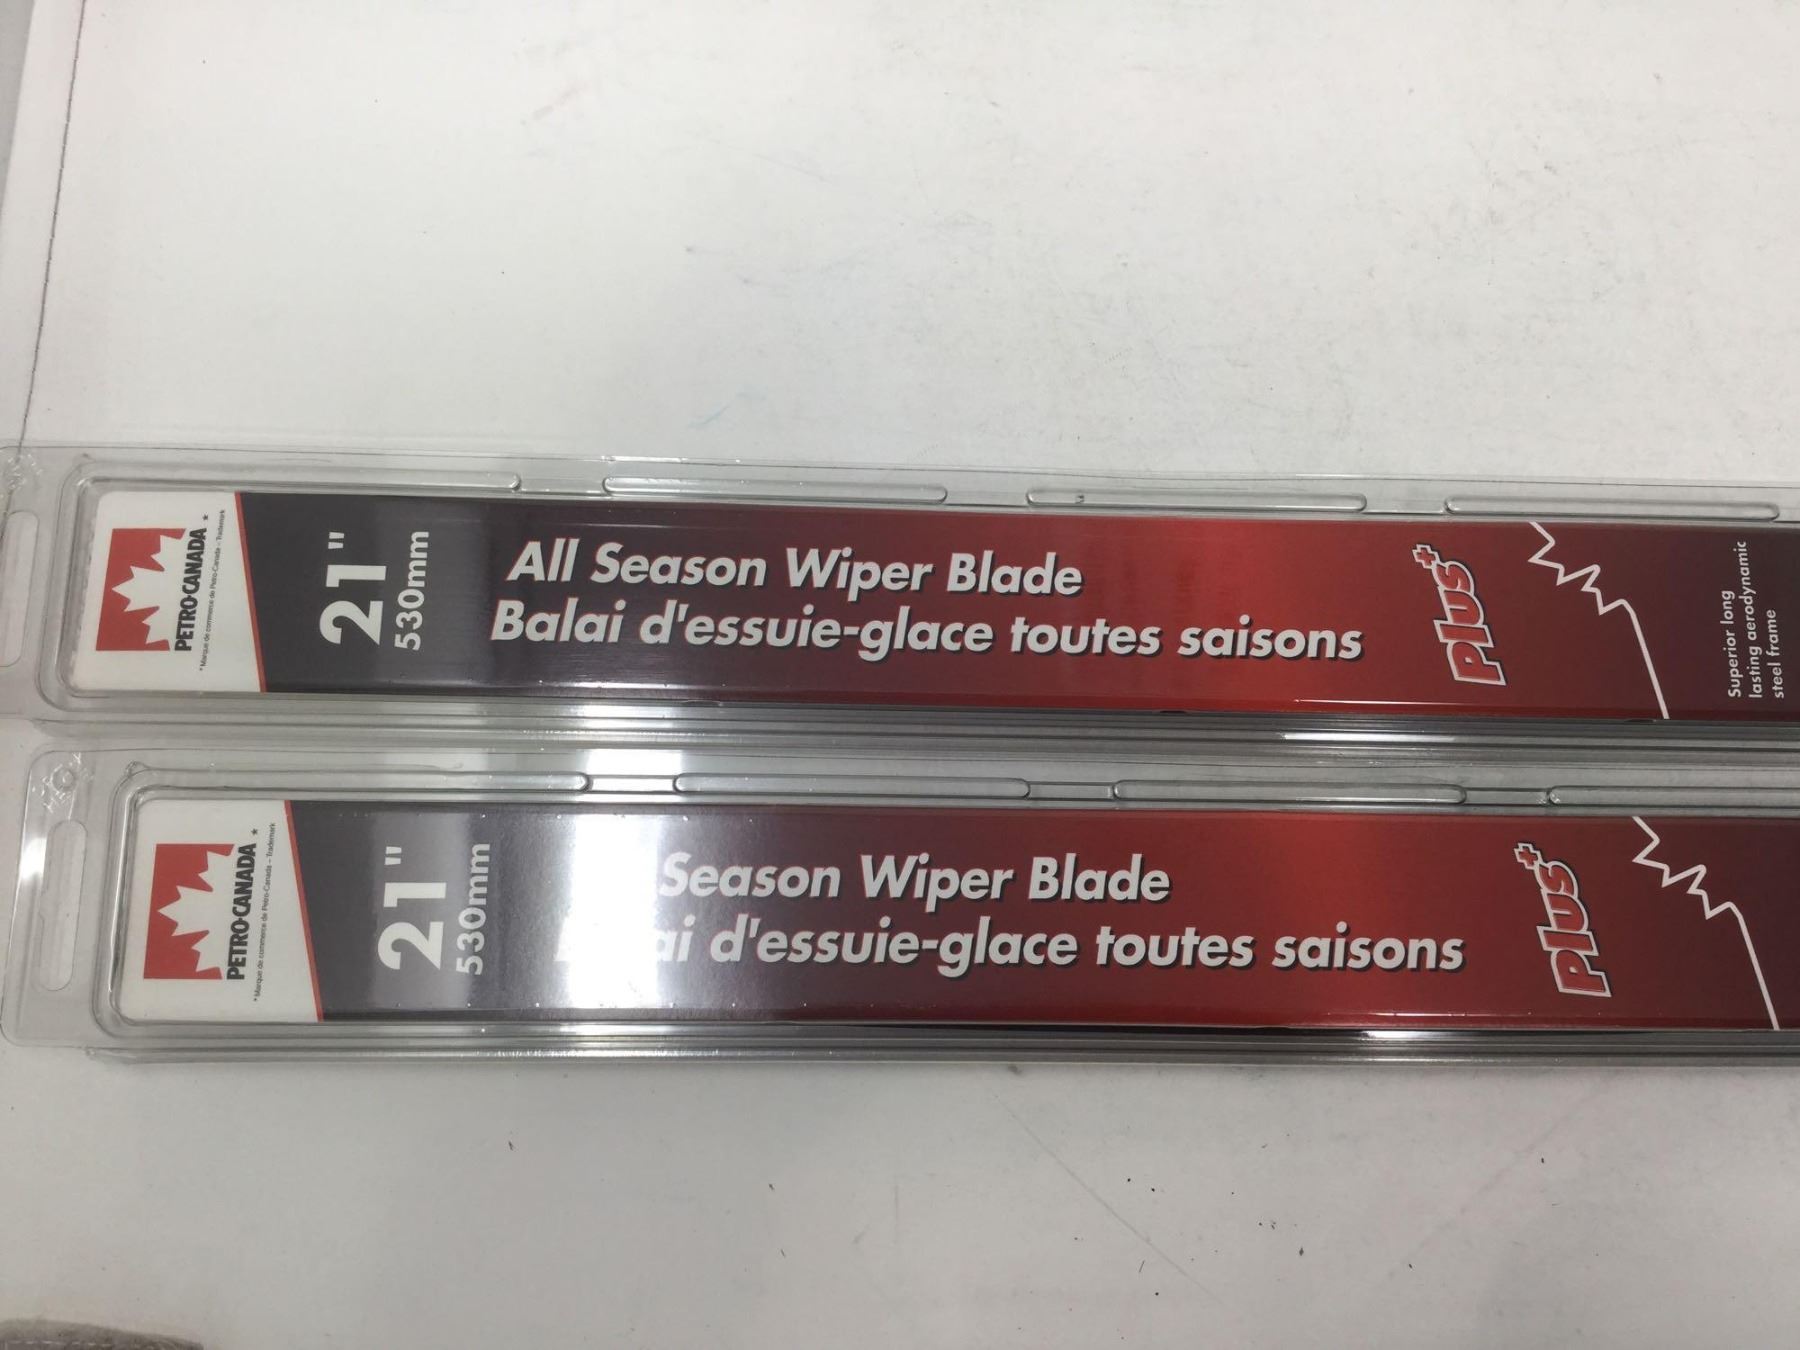 PETRO-CANADA
*Marque de commerce de Petro-Canada - Trademark
21"
530mm
All Season Wiper Blade
Balai d'essuie-glace toutes saisons
Plus+
Superior long
lasting aerodynamic
steel frame
PETRO-CANADA
*Marque de commerce de Petro-Canada - Trademark
21"
530mm
Season Wiper Blade
d'essuie-glace toutes saisons
Plus+